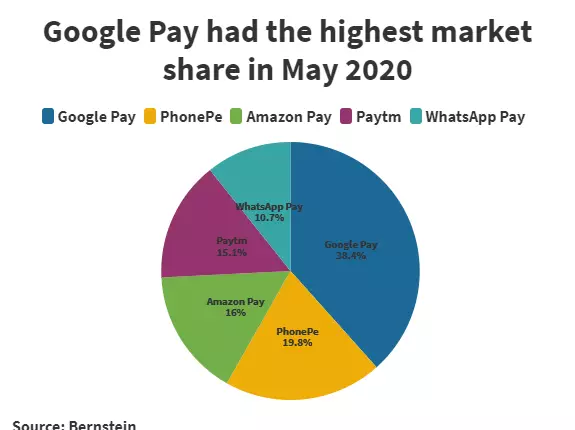 Google Pay had the highest market
share in May 2020
Google Pay PhonePe Amazon Pay Paytm WhatsApp Pay
WhatsApp Pay
10.7%
Google Pay
38.4%
Paytm
15.1%
Amazon Pay
16%
PhonePe
19.8%
Source: Bernstein